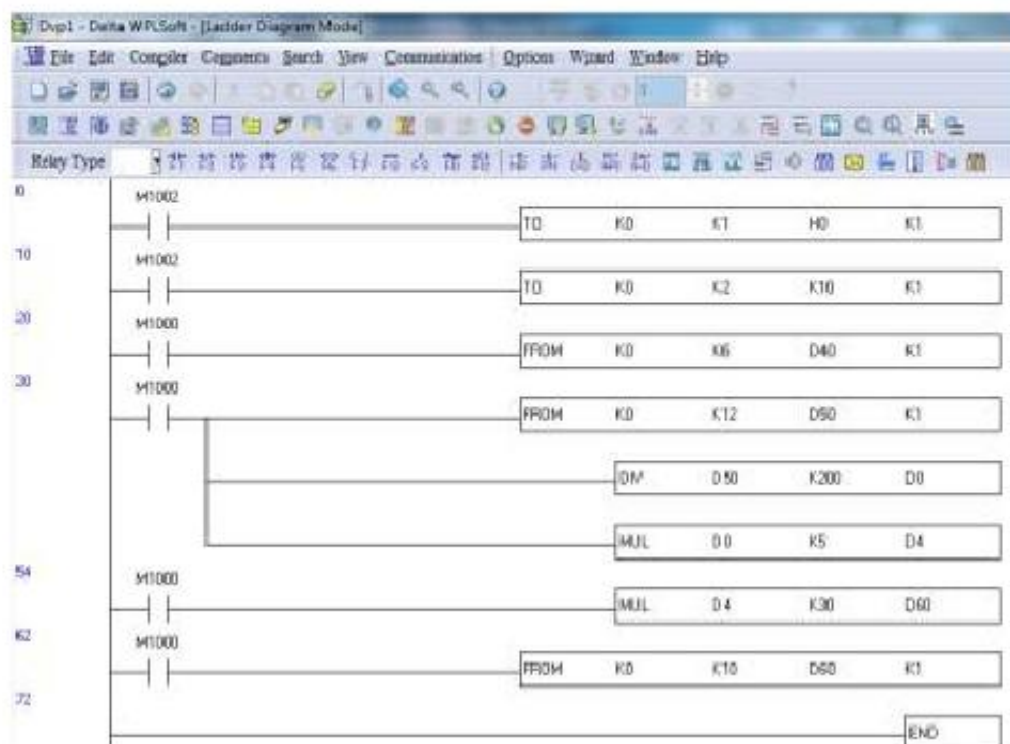 Dvp1 - Delta WPLSoft - [Ladder Diagram Mode]
File Edit Compiler Comments Search View Communication Options Wizard Window Help
Relay Type
0
M1002
TO K0 K1 H0 K1
10
M1002
TO K0 K2 K10 K1
20
M1000
FROM K0 K6 D40 K1
30
M1000
FROM K0 K12 D50 K1
DIV D50 K200 D0
MUL D0 K5 D4
54
M1000
MUL D4 K30 D60
62
M1000
FROM K0 K10 K1
72
END